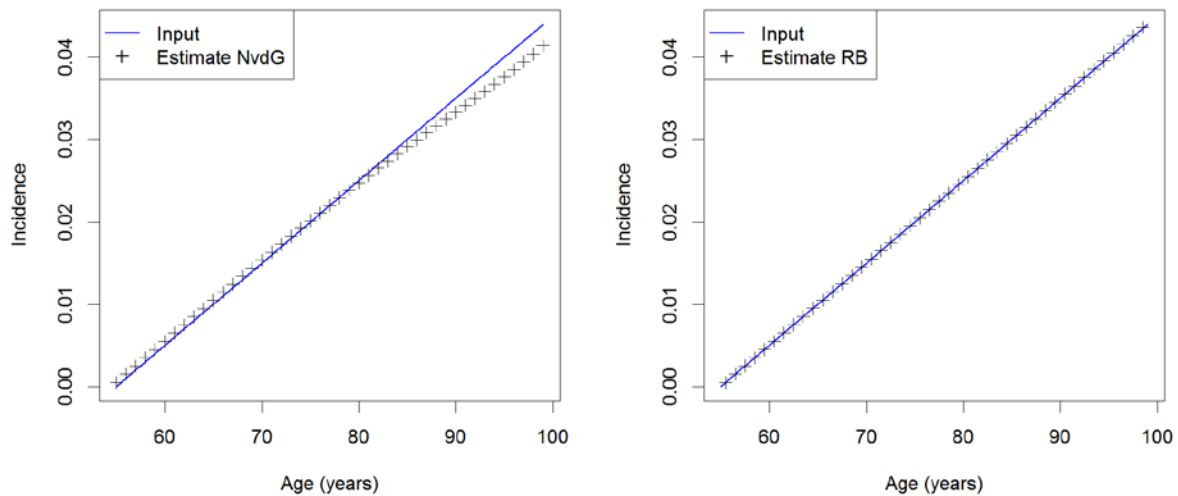 Input
Estimate NvdG
Incidence
0.04
0.03
0.02
0.01
0.00
60 70 80 90 100
Age (years)
Input
Estimate RB
Incidence
0.04
0.03
0.02
0.01
0.00
60 70 80 90 100
Age (years)